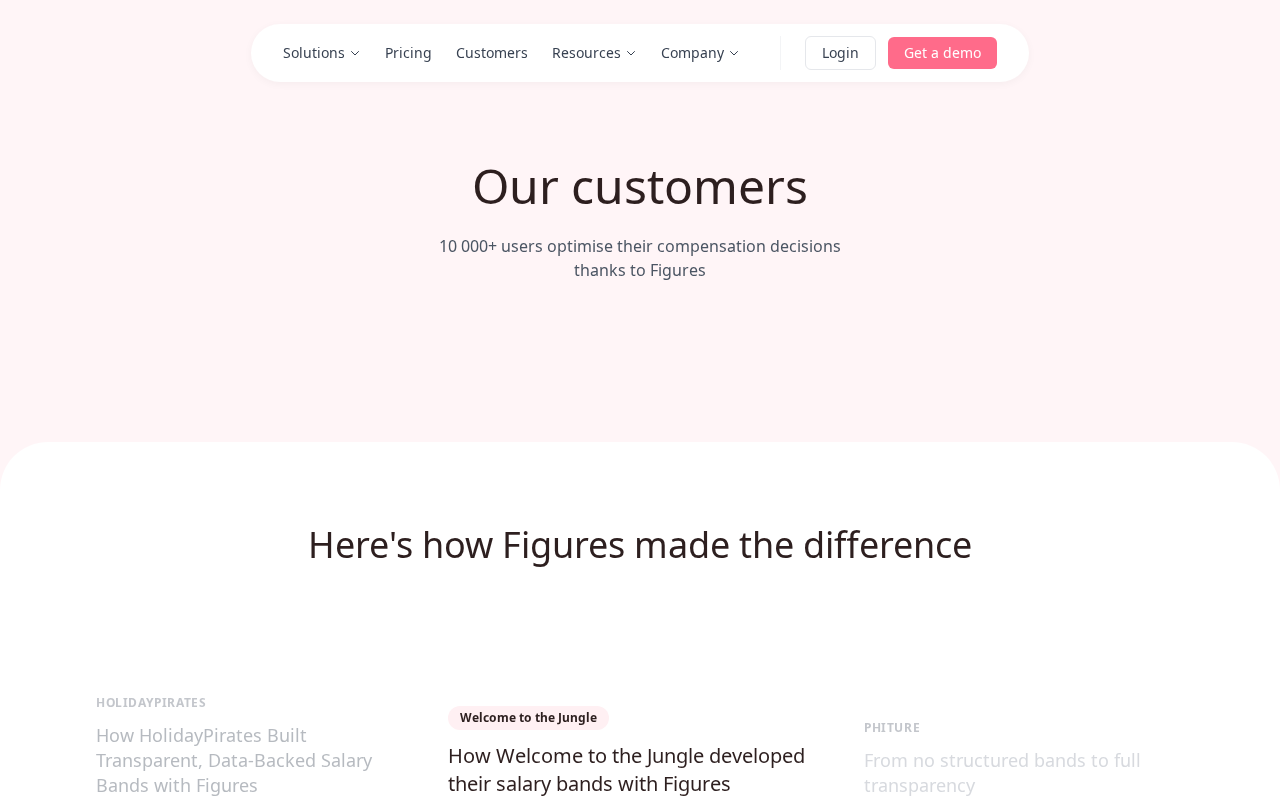 Solutions Pricing Customers Resources Company Login Get a demo
Our customers
10 000+ users optimise their compensation decisions
thanks to Figures
Here's how Figures made the difference
HOLIDAYPIRATES
How HolidayPirates Built
Transparent, Data-Backed Salary
Bands with Figures
Welcome to the Jungle
How Welcome to the Jungle developed
their salary bands with Figures
PHITURE
From no structured bands to full
transparency